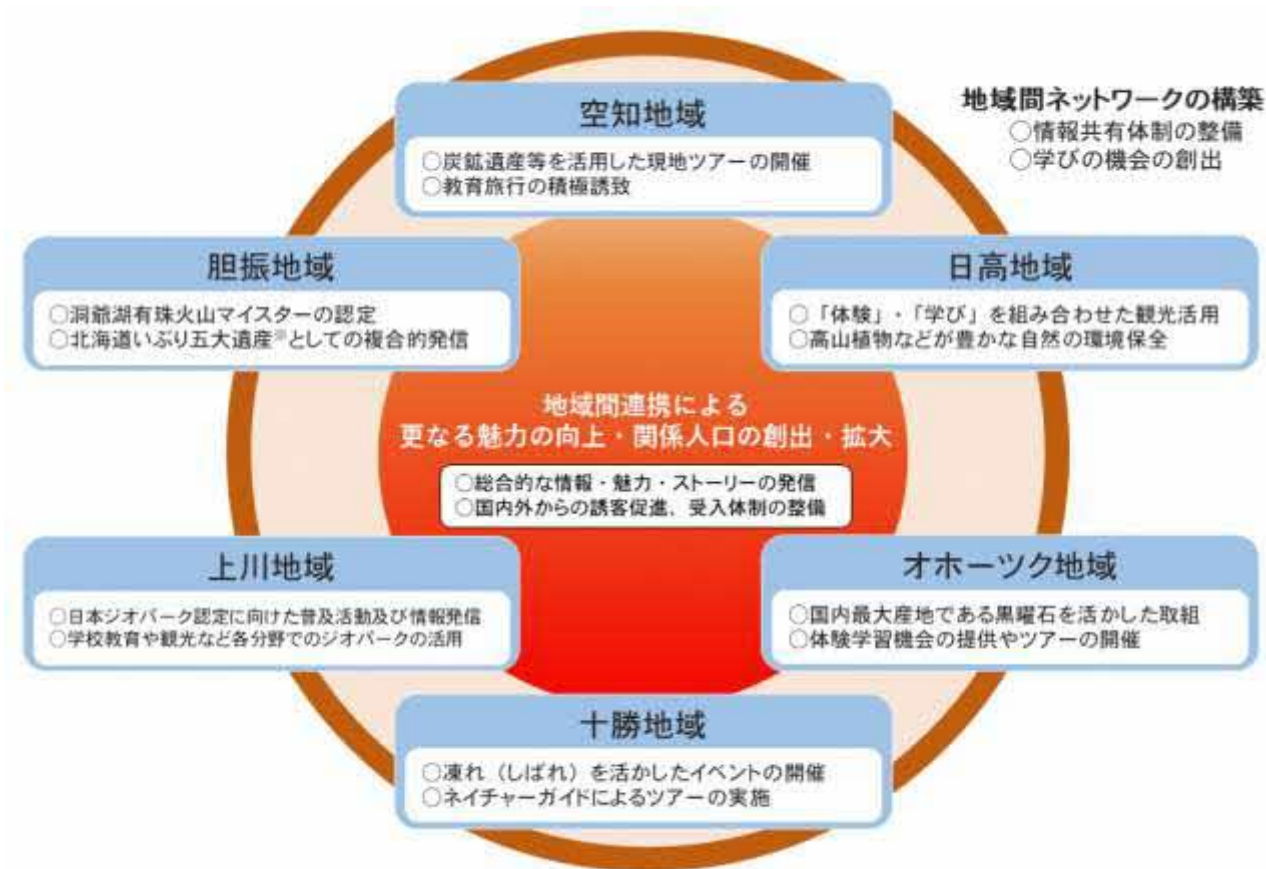 空知地域
○炭鉱遺産等を活用した現地ツアーの開催
○教育旅行の積極誘致
地域間ネットワークの構築
○情報共有体制の整備
○学びの機会の創出
胆振地域
○洞爺湖有珠火山マイスターの認定
○北海道いぶり五大遺産※としての複合的発信
日高地域
○「体験」・「学び」を組み合わせた観光活用
○高山植物などが豊かな自然の環境保全
地域間連携による
更なる魅力の向上・関係人口の創出・拡大
○総合的な情報・魅力・ストーリーの発信
○国内外からの誘客促進、受入体制の整備
上川地域
○日本ジオパーク認定に向けた普及活動及び情報発信
○学校教育や観光など各分野でのジオパークの活用
オホーツク地域
○国内最大産地である黒曜石を活かした取組
○体験学習機会の提供やツアーの開催
十勝地域
○凍れ（しばれ）を活かしたイベントの開催
○ネイチャーガイドによるツアーの実施